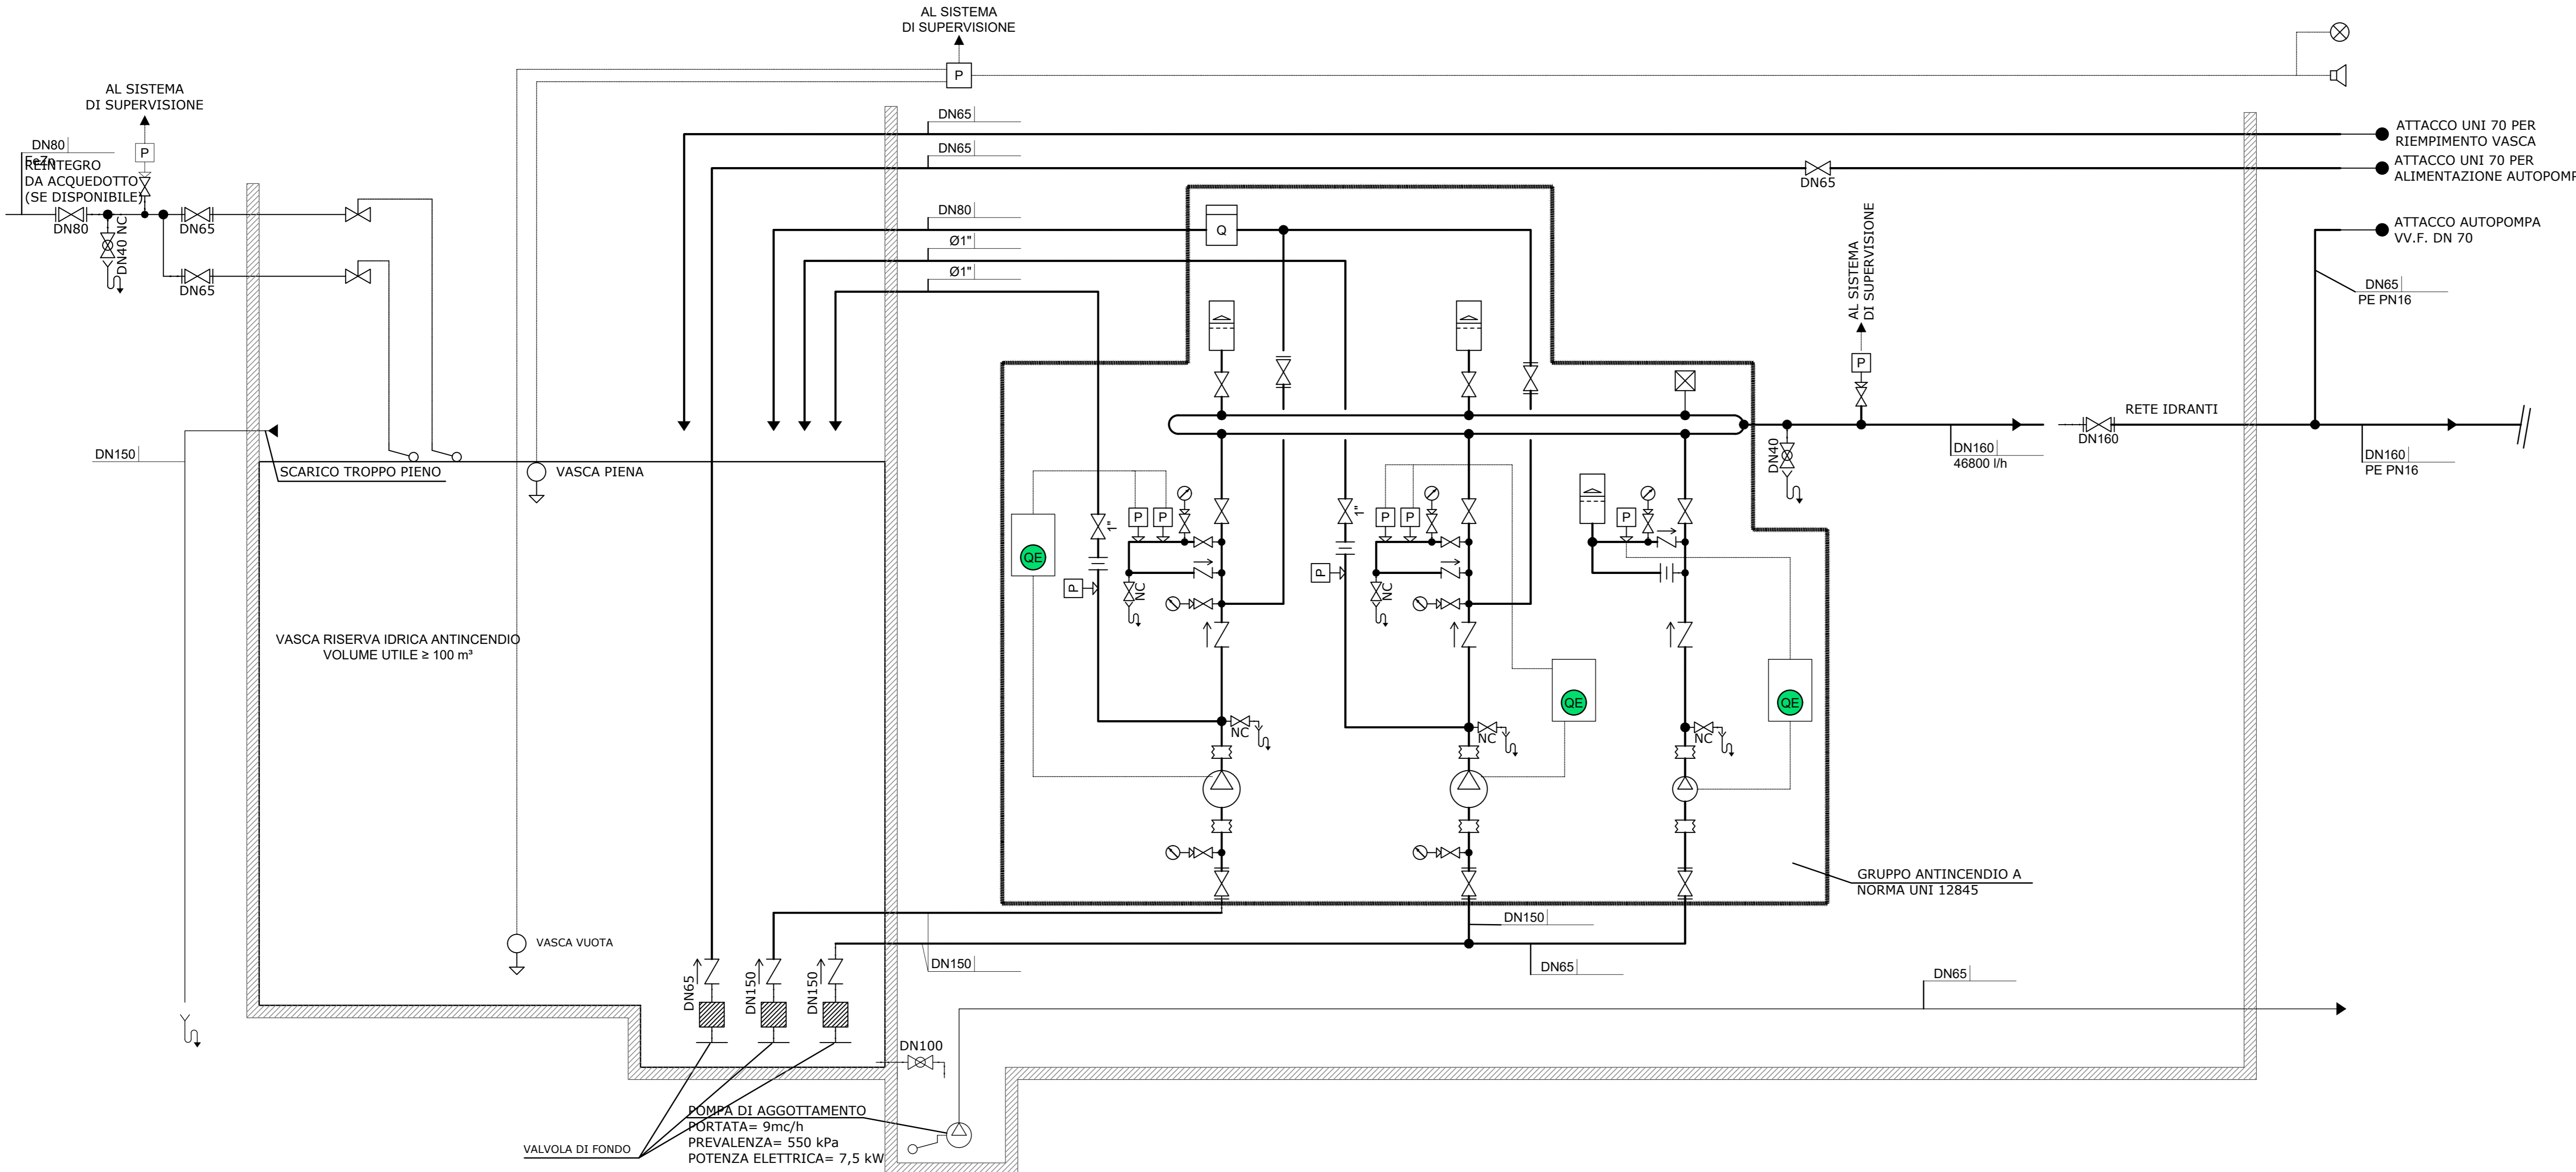 AL SISTEMA
DI SUPERVISIONE
P
AL SISTEMA
DI SUPERVISIONE
P
DN80
FeZn
REINTEGRO
DA ACQUEDOTTO
(SE DISPONIBILE)
DN80
DN40 NC
DN65
DN65
DN65
DN65
DN80
Ø1"
Ø1"
Q
DN65
ATTACCO UNI 70 PER
RIEMPIMENTO VASCA
ATTACCO UNI 70 PER
ALIMENTAZIONE AUTOPOMP
ATTACCO AUTOPOMPA
VV.F. DN 70
DN65
PE PN16
AL SISTEMA
DI SUPERVISIONE
P
RETE IDRANTI
DN160
DN160
46800 l/h
DN40
DN160
PE PN16
DN150
SCARICO TROPPO PIENO
VASCA PIENA
QE
P
P
P
1"
NC
P
P
P
1"
NC
P
VASCA RISERVA IDRICA ANTINCENDIO
VOLUME UTILE ≥ 100 m³
QE
QE
NC
NC
NC
GRUPPO ANTINCENDIO A
NORMA UNI 12845
VASCA VUOTA
DN150
DN150
DN65
DN65
DN65
DN150
DN150
DN100
POMPA DI AGGOTTAMENTO
PORTATA= 9mc/h
PREVALENZA= 550 kPa
POTENZA ELETTRICA= 7,5 kW
VALVOLA DI FONDO